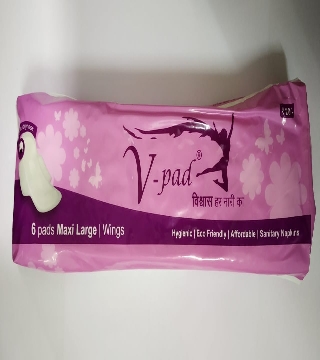 V-pad®
विश्वास हर नारी का
6 pads Maxi Large | Wings
Hygienic | Eco Friendly | Affordable | Sanitary Napkins